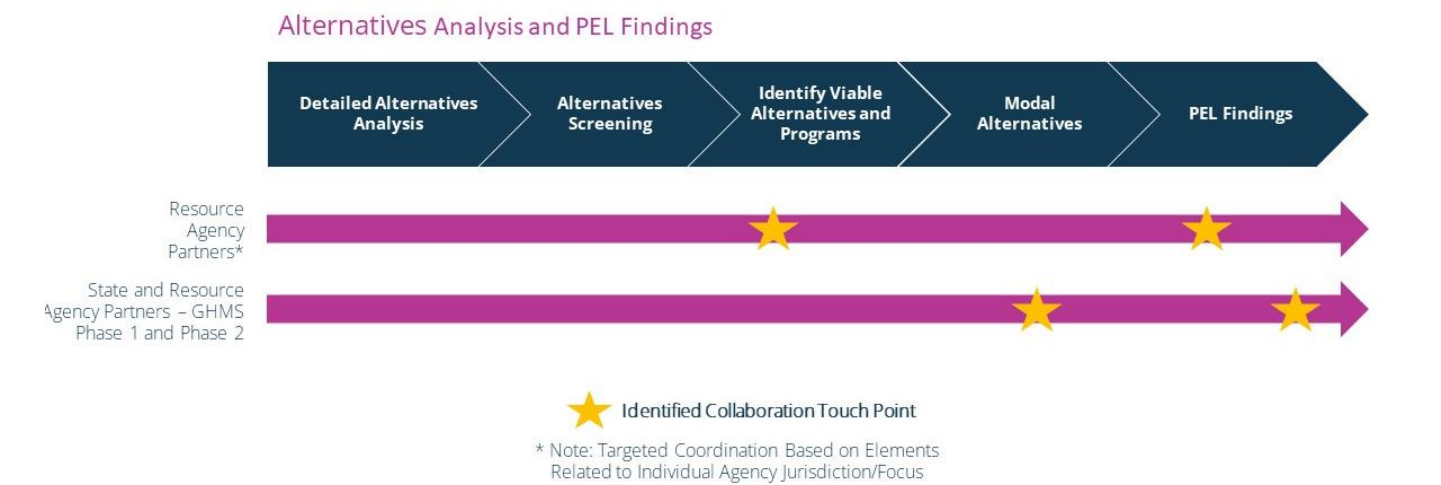 Alternatives Analysis and PEL Findings
Detailed Alternatives
Analysis
Alternatives
Screening
Identify Viable
Alternatives and
Programs
Modal
Alternatives
PEL Findings
Resource
Agency
Partners*
State and Resource
Agency Partners – GHMS
Phase 1 and Phase 2
Identified Collaboration Touch Point
* Note: Targeted Coordination Based on Elements
Related to Individual Agency Jurisdiction/Focus